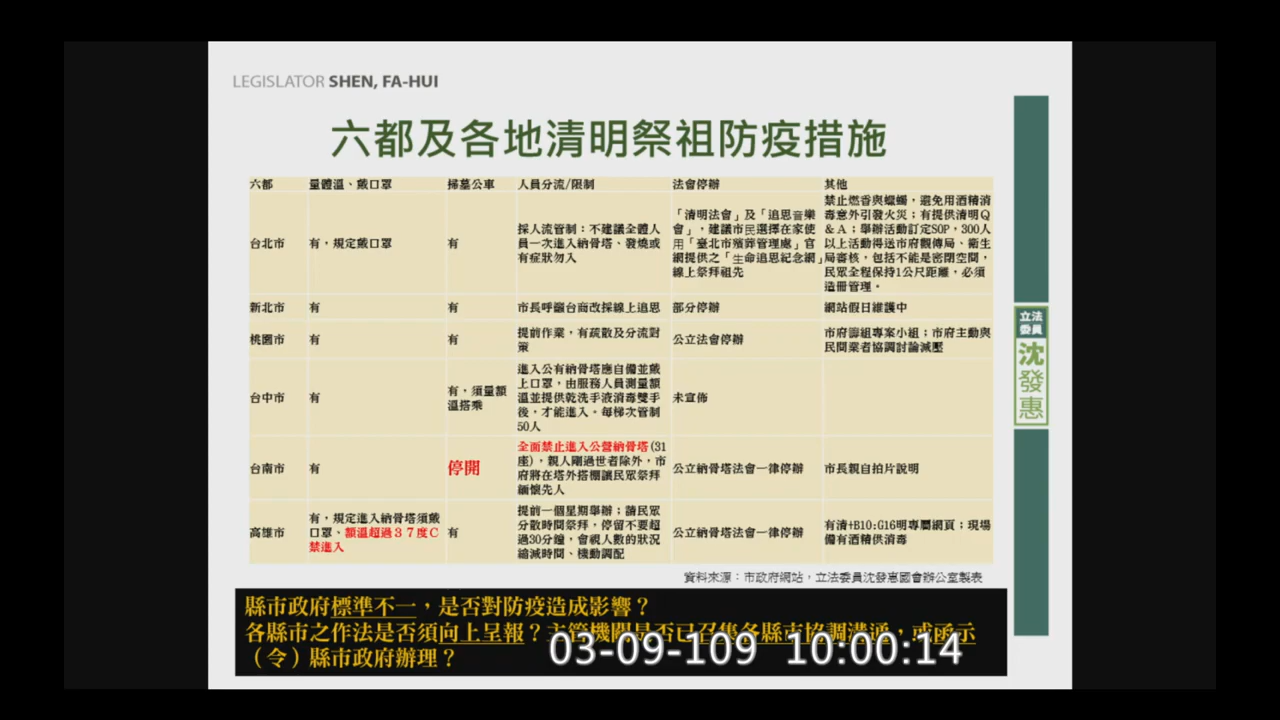 LEGISLATOR SHEN, FA-HUI
六都及各地清明祭祖防疫措施
六都 量體溫、戴口罩 掃墓公車 人員分流/限制 法會停辦 其他
台北市
有，規定戴口罩
有
採人流管制：不建議全體人
員一次進入納骨塔、發燒或
有症狀勿入
「清明法會」及「追思音樂
會」，建議市民選擇在家使
用「臺北市殯葬管理處」官
網提供之「生命追思紀念網」
線上祭拜祖先
禁止燃香與蠟蠋，避免用酒精消
毒意外引發火災；有提供清明Ｑ
＆Ａ；舉辦活動訂定SOP，300人
以上活動得送市府觀傳局、衛生
局審核，包括不能是密閉空間，
民眾全程保持1公尺距離，必須
造冊管理。
新北市 有 有 市長呼籲台商改採線上追思 部分停辦 網站假日維護中
桃園市
有
有
提前作業，有疏散及分流對
策
公立法會停辦
市府籌組專案小組；市府主動與
民間業者協調討論減壓
台中市
有
有，須量額
溫搭乘
進入公有納骨塔應自備並戴
上口罩，由服務人員測量額
溫並提供乾洗手液消毒雙手
後，才能進入。每梯次管制
50人
未宣佈
台南市
有
停開
全面禁止進入公營納骨塔(31
座)，親人剛過世者除外，市
府將在塔外搭棚讓民眾祭拜
緬懷先人
公立納骨塔法會一律停辦
市長親自拍片說明
高雄市
有，規定進入納骨塔須戴
口罩、額溫超過３７度C
禁進入
有
提前一個星期舉辦；請民眾
分散時間祭拜，停留不要超
過30分鐘，會視人數的狀況
縮減時間、機動調配
公立納骨塔法會一律停辦
有清+B10:G16明專屬網頁；現場
備有酒精供消毒
資料來源：市政府網站，立法委員沈發惠國會辦公室製表
立法
委員
沈
發
惠
縣市政府標準不一，是否對防疫造成影響？
各縣市之作法是否須向上呈報？主管機關是否已召集各縣市協調溝通，或函示
（令）縣市政府辦理？
03-09-109 10:00:14